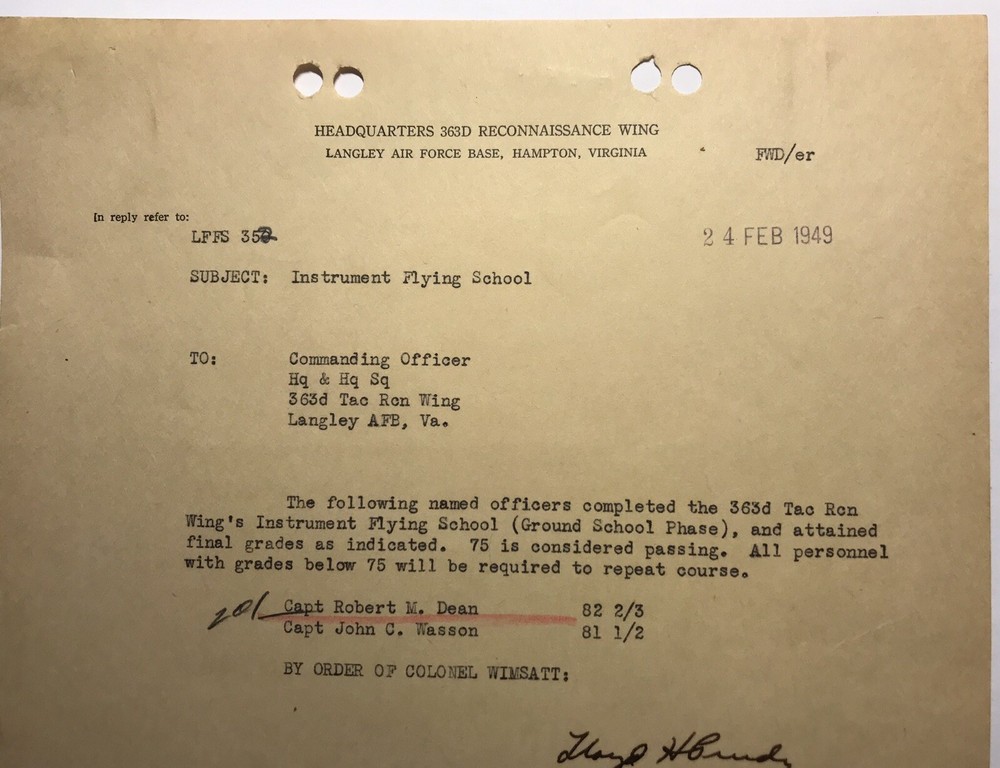 HEADQUARTERS 363D RECONNAISSANCE WING
LANGLEY AIR FORCE BASE, HAMPTON, VIRGINIA
FWD/er
In reply refer to:
LFFS 352
24 FEB 1949
SUBJECT: Instrument Flying School
TO: Commanding Officer
Hq & Hq Sq
363d Tac Rcn Wing
Langley AFB, Va.
The following named officers completed the 363d Tac Rcn
Wing's Instrument Flying School (Ground School Phase), and attained
final grades as indicated. 75 is considered passing. All personnel
with grades below 75 will be required to repeat course.
Capt Robert M. Dean 82 2/3
Capt John C. Wasson 81 1/2
BY ORDER OF COLONEL WIMSATT:
Lloyd H